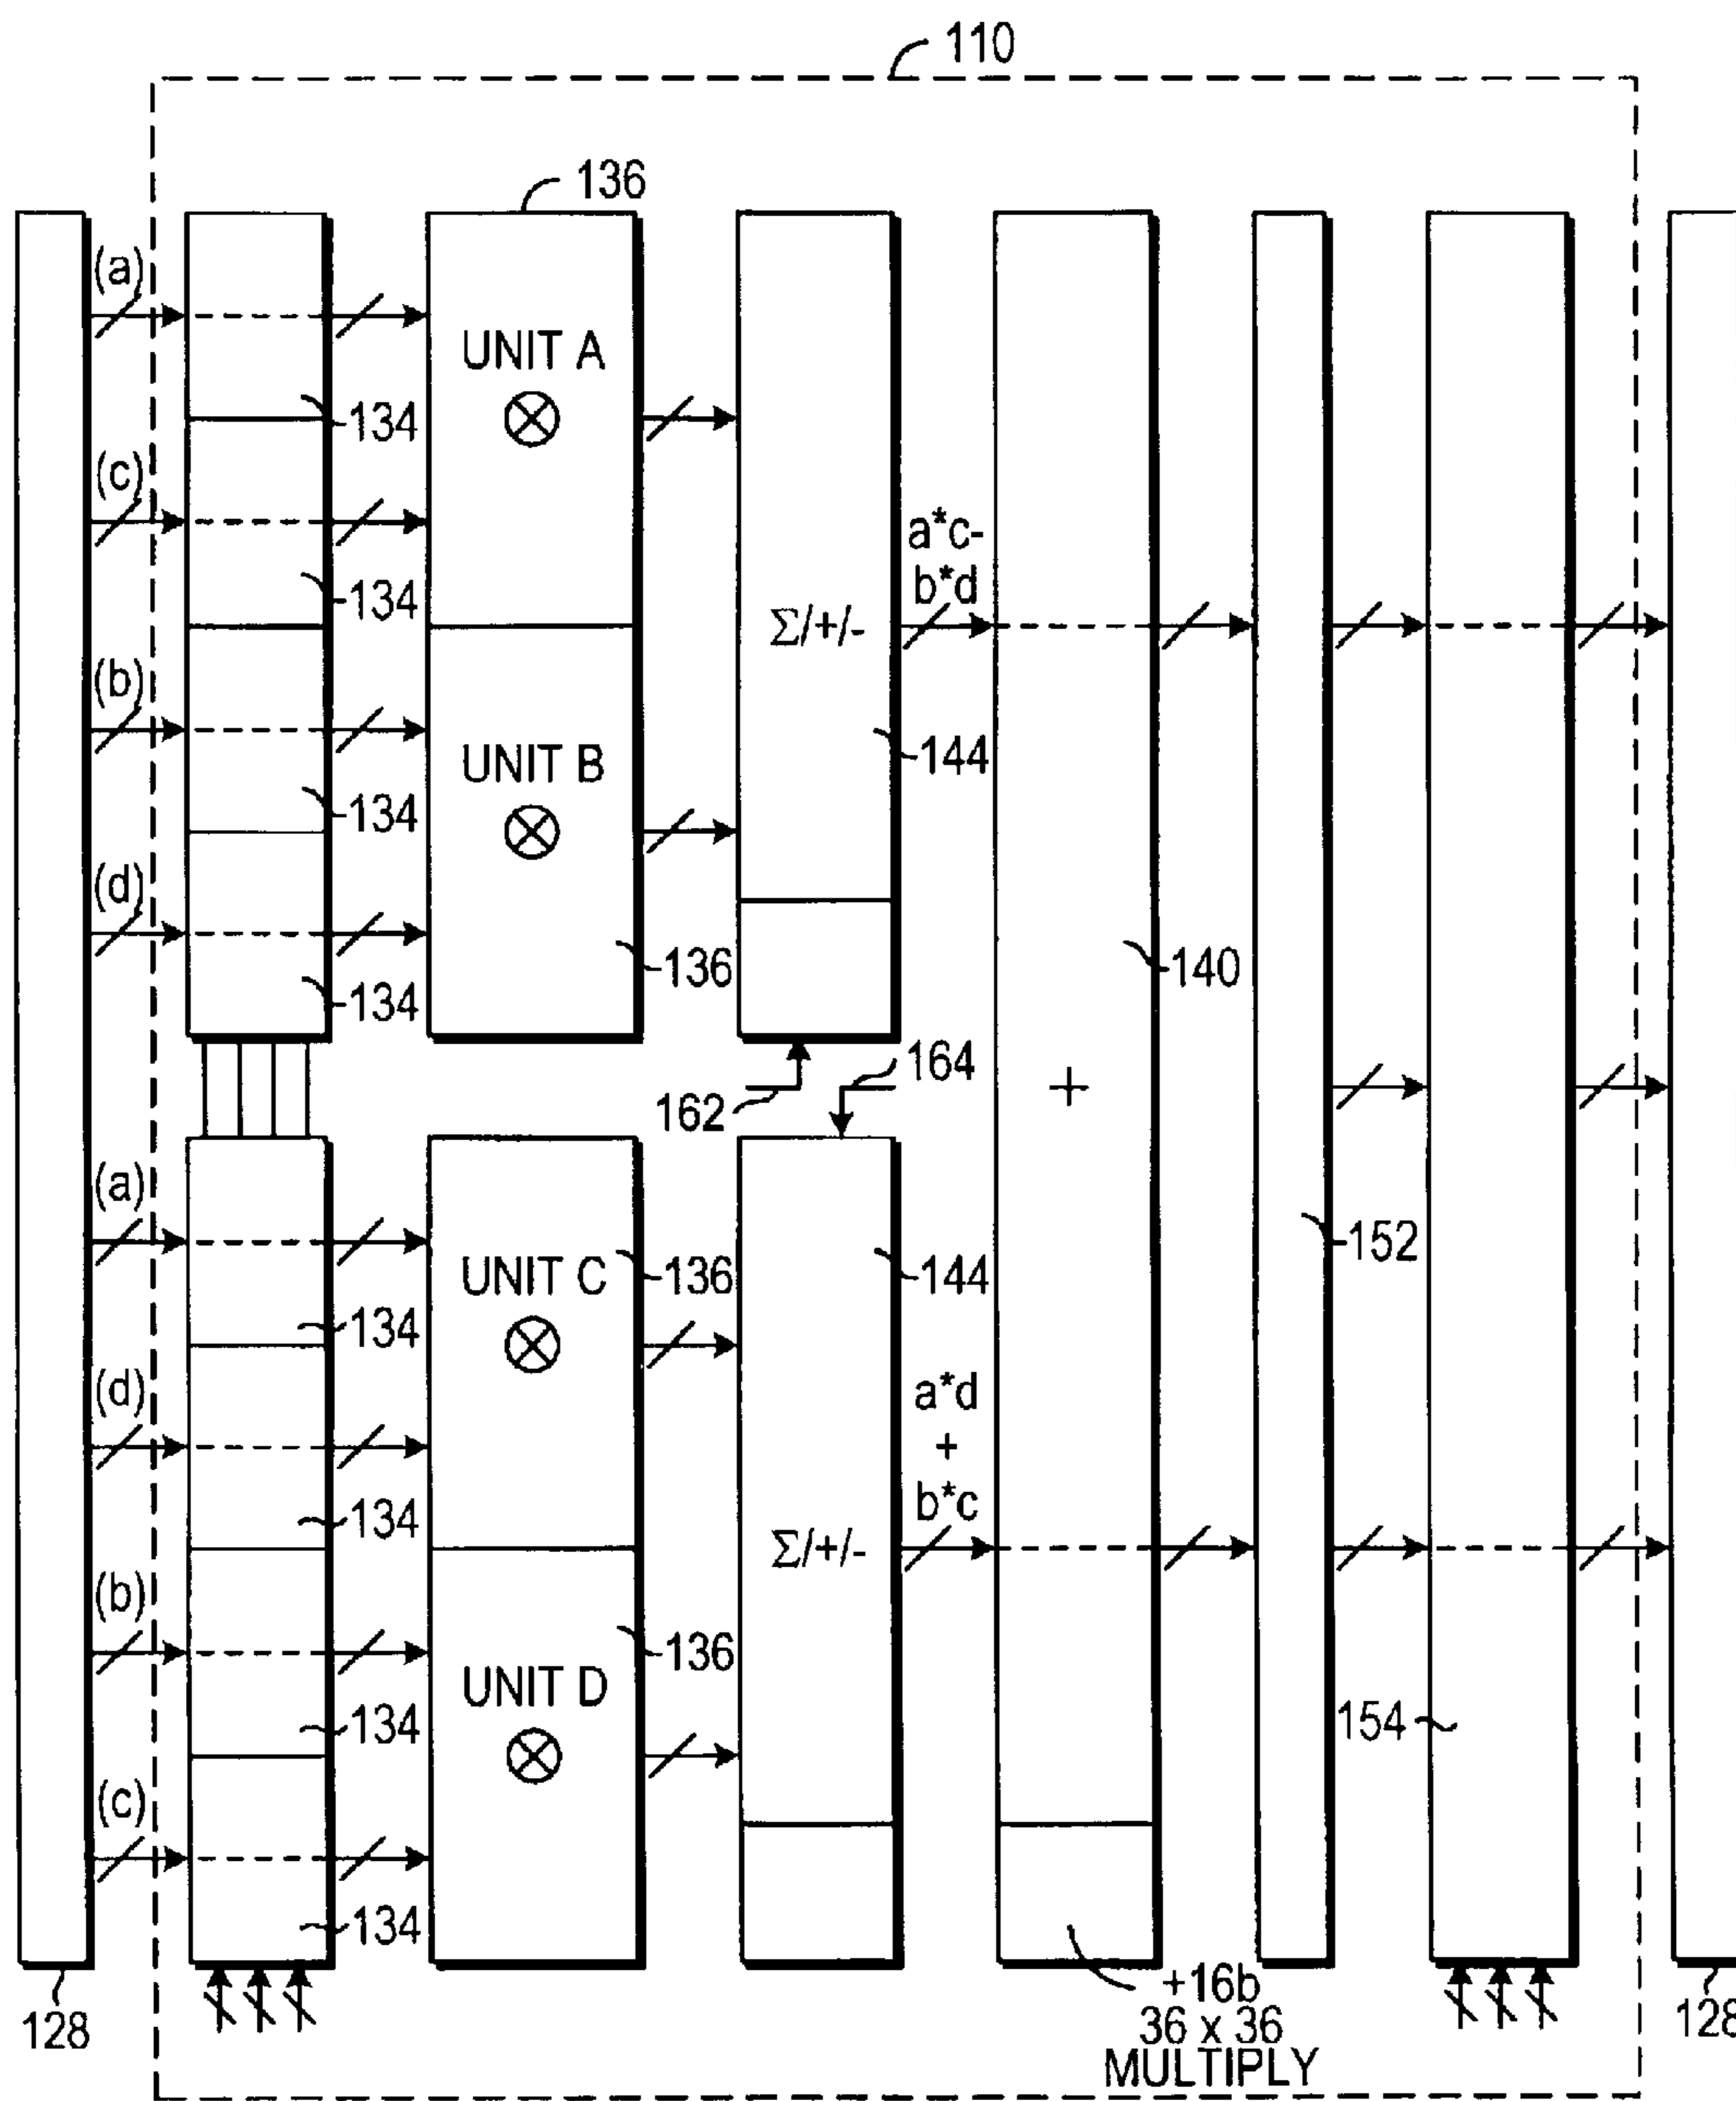 110
136
(a)
UNIT A
134
(c)
a*c-
b*d
134
Σ/+/-
(b)
UNIT B
144
134
(d)
136
140
134
164
162
+
(a)
152
UNIT C
136
144
134
(d)
a*d
+
b*c
134
Σ/+/-
(b)
136
UNIT D
134
154
(c)
134
+16b
128
36 x 36
128
MULTIPLY